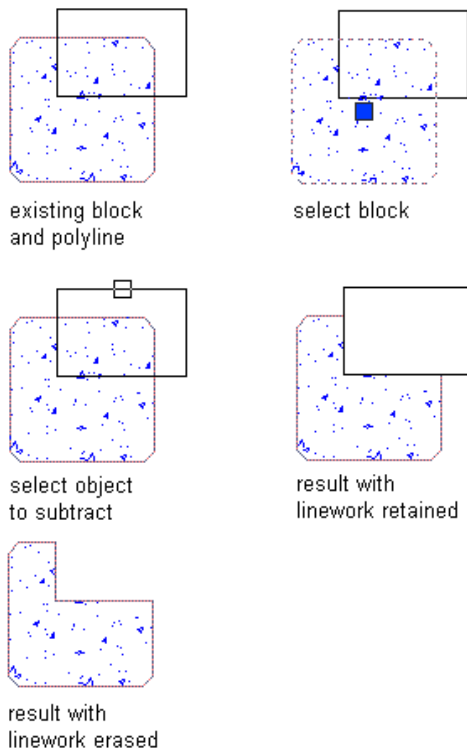 existing block
and polyline
select block
select object
to subtract
result with
linework retained
result with
linework erased